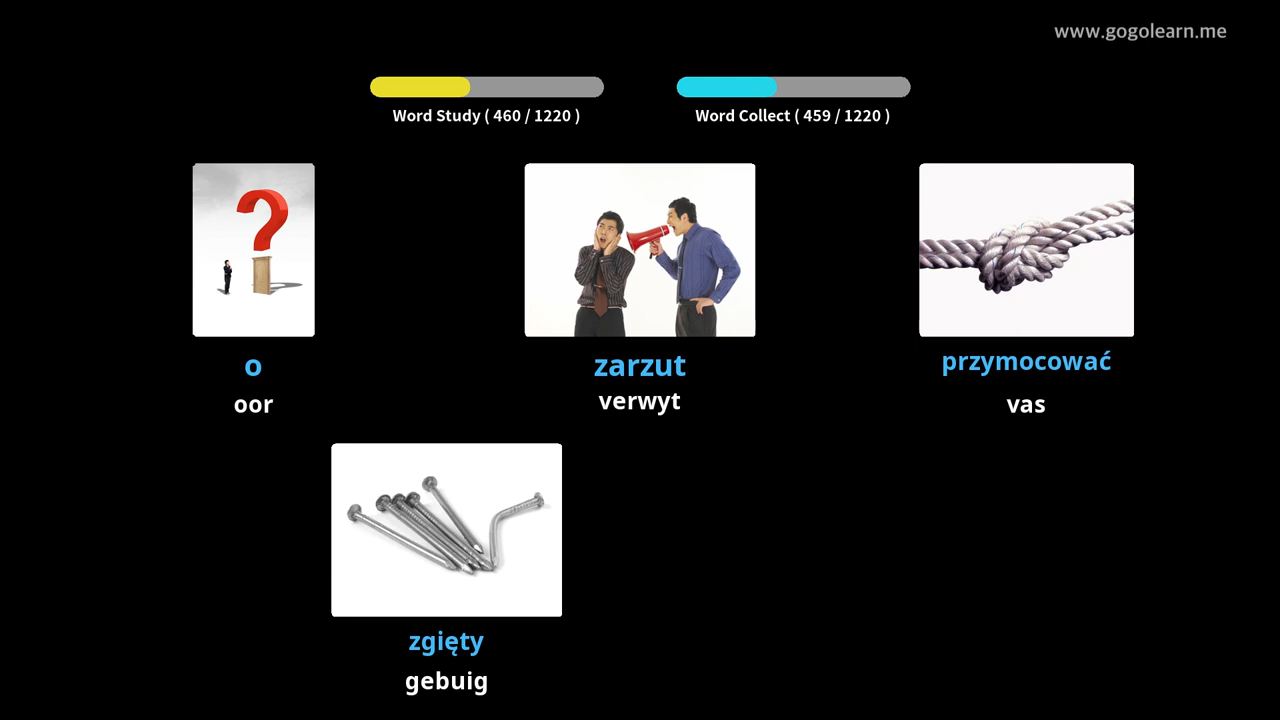 www.gogolearn.me
Word Study ( 460 / 1220 )
Word Collect ( 459 / 1220 )
o
oor
zarzut
verwyt
przymocować
vas
zgięty
gebuig